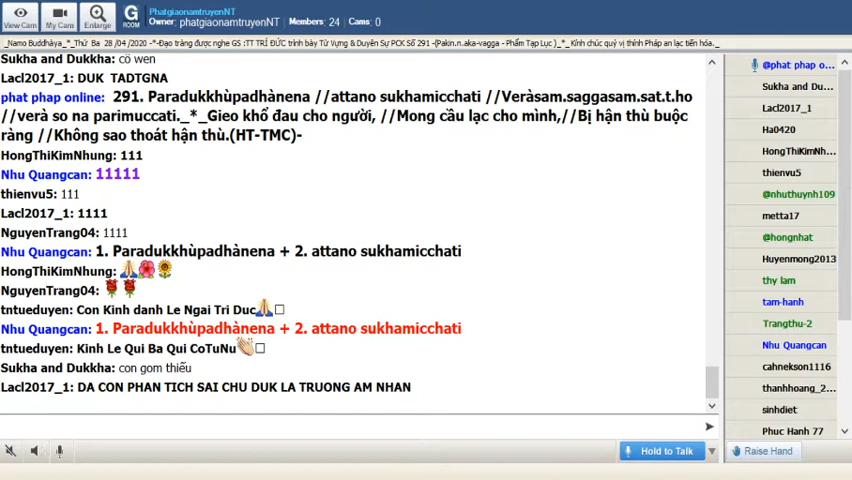 View Cam
My Cam
Enlarge
G
ROOM
PhatgiaonamtruyenNT
Owner: phatgiaonamtruyenNT | Members: 24 | Cams: 0
_Namo Buddhàya_*_Thứ Ba 28 /04/2020 -*-Đạo tràng được nghe GS :TT TRÍ ĐỨC trình bày Từ Vựng & Duyên Sự PCK Số 291 -(Pakin.n.aka-vagga - Phẩm Tạp Lục )_*_ Kính chúc quý vị thính Pháp an lạc tiến hóa._
Sukha and Dukkha: cö wen
Lacl2017_1: DUK TADTGNA
phat phap online: 291. Paradukkhùpadhànena //attano sukhamicchati //Veràsam.saggasam.sat.t.ho
//verà so na parimuccati._*_Gieo khổ đau cho người, //Mong cầu lạc cho mình,//Bị hận thù buộc
ràng //Không sao thoát hận thù.(HT-TMC)-
HongThiKimNhung: 111
Nhu Quangcan: 11111
thienvu5: 111
Lacl2017_1: 1111
NguyenTrang04: 1111
Nhu Quangcan: 1. Paradukkhùpadhànena + 2. attano sukhamicchati
HongThiKimNhung: 🙏🌺🌻
NguyenTrang04: 🌹🌹
tntueduyen: Con Kinh danh Le Ngai Tri Duc🙏□
Nhu Quangcan: 1. Paradukkhùpadhànena + 2. attano sukhamicchati
tntueduyen: Kinh Le Qui Ba Qui CoTuNu👏□
Sukha and Dukkha: con gom thiếu
Lacl2017_1: DA CON PHAN TICH SAI CHU DUK LA TRUONG AM NHAN
Hold to Talk
@phat phap o...
Sukha and Du...
Lacl2017_1
Ha0420
HongThiKimNh...
thienvu5
@nhuthuynh109
metta17
@hongnhat
Huyenmong2013
thy lam
tam-hanh
Trangthu-2
Nhu Quangcan
cahnekson1116
thanhhoang_2...
sinhdiet
Phuc Hanh 77
Raise Hand